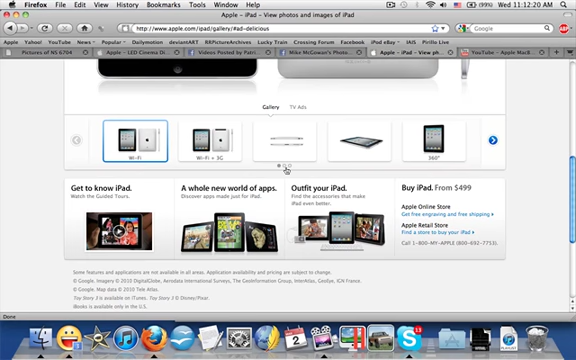 Firefox File Edit View History Bookmarks Tools Window Help (99%) Wed 11:12:20 AM
Apple - iPad - View photos and images of iPad
http://www.apple.com/ipad/gallery/#ad-delicious
Apple Yahoo! Google Maps YouTube Wikipedia News Popular Dailymotion deviantART RRPictureArchives Lucky Train Crossing Forum Craigslist iPod eBay IAIS Pirillo Live
Pictures of NS 6704 Apple - LED Cinema Di... Videos Posted by Patri... Mike McGowan's Photo... Apple - iPad - View ph... YouTube - Apple MacB...
Gallery TV Ads
Wi-Fi Wi-Fi + 3G 360°
Get to know iPad.
Watch the Guided Tours.
A whole new world of apps.
Discover apps made just for iPad.
Outfit your iPad.
Find the accessories that make
iPad even better.
Buy iPad. From $499
Apple Online Store
Get free engraving and free shipping
Apple Retail Store
Find a store to buy your iPad
Call 1-800-MY-APPLE (800-692-7753).
Some features and applications are not available in all areas. Application availability and pricing are subject to change.
© Google. Imagery © 2010 DigitalGlobe, Aerodata International Surveys, The GeoInformation Group, InterAtlas, GeoEye, IGN France.
© Google. Map data © 2010 Tele Atlas.
Toy Story 3 is available on iTunes. Toy Story 3 © Disney/Pixar.
iBooks is available only in the U.S.
Done